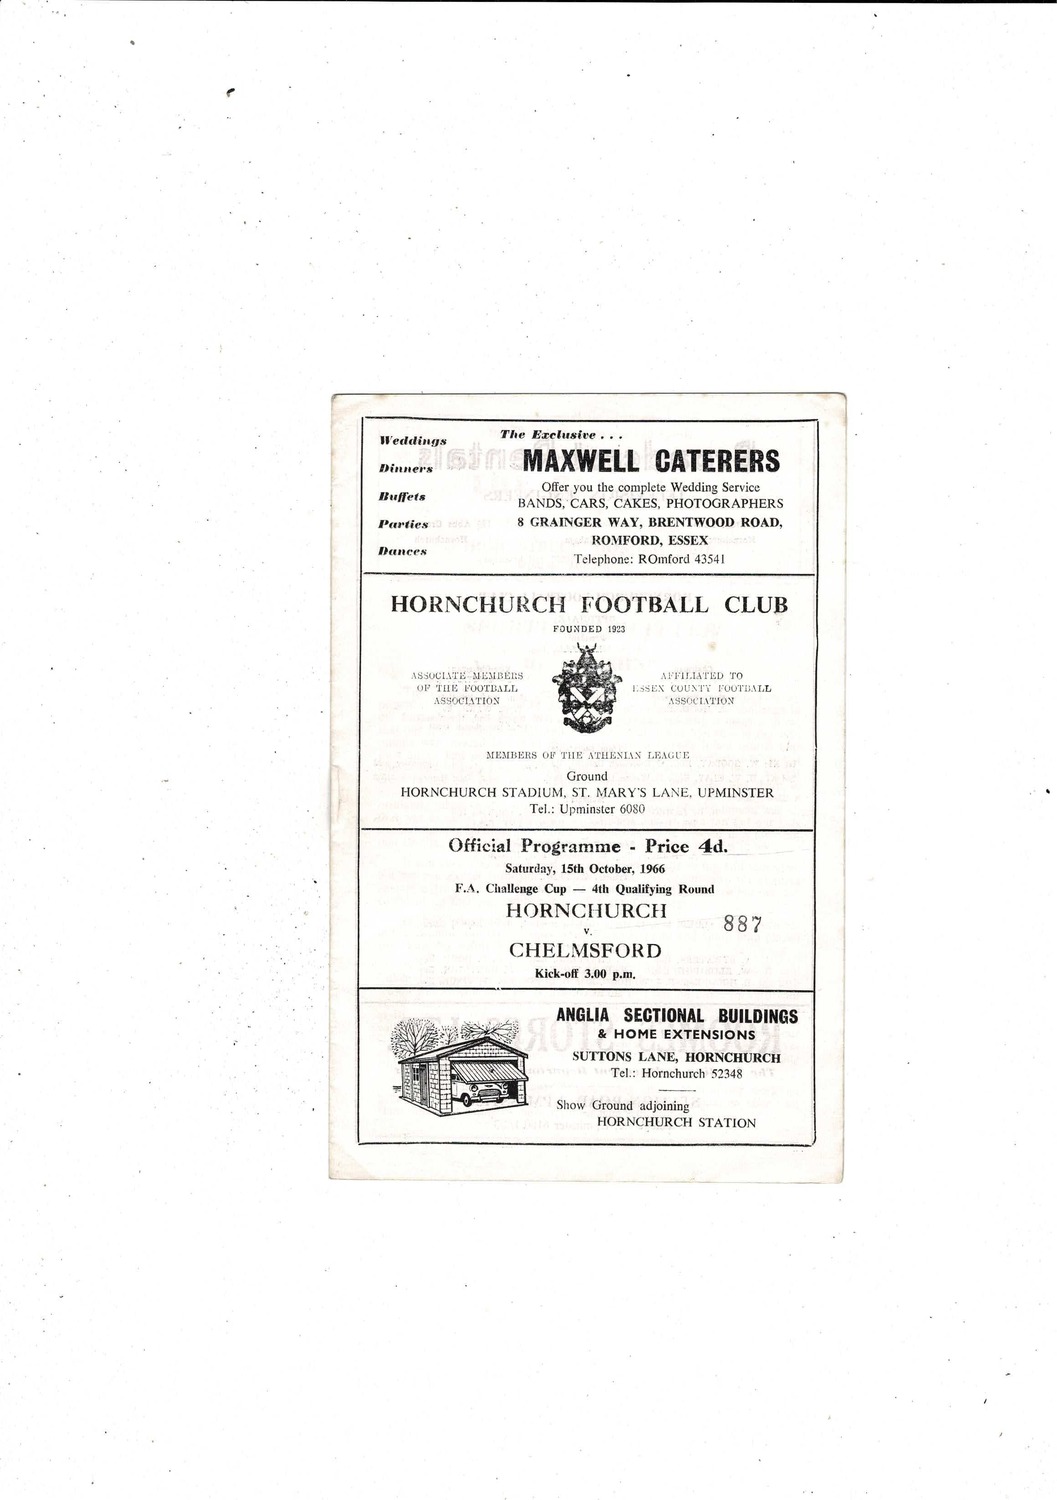 Weddings
Dinners
Buffets
Parties
Dances
The Exclusive . . .
MAXWELL CATERERS
Offer you the complete Wedding Service
BANDS, CARS, CAKES, PHOTOGRAPHERS
8 GRAINGER WAY, BRENTWOOD ROAD,
ROMFORD, ESSEX
Telephone: ROmford 43541
HORNCHURCH FOOTBALL CLUB
FOUNDED 1923
ASSOCIATE MEMBERS
OF THE FOOTBALL
ASSOCIATION
AFFILIATED TO
ESSEX COUNTY FOOTBALL
ASSOCIATION
MEMBERS OF THE ATHENIAN LEAGUE
Ground
HORNCHURCH STADIUM, ST. MARY'S LANE, UPMINSTER
Tel.: Upminster 6080
Official Programme - Price 4d.
Saturday, 15th October, 1966
F.A. Challenge Cup — 4th Qualifying Round
HORNCHURCH
v.
CHELMSFORD
Kick-off 3.00 p.m.
887
ANGLIA SECTIONAL BUILDINGS
& HOME EXTENSIONS
SUTTONS LANE, HORNCHURCH
Tel.: Hornchurch 52348
Show Ground adjoining
HORNCHURCH STATION